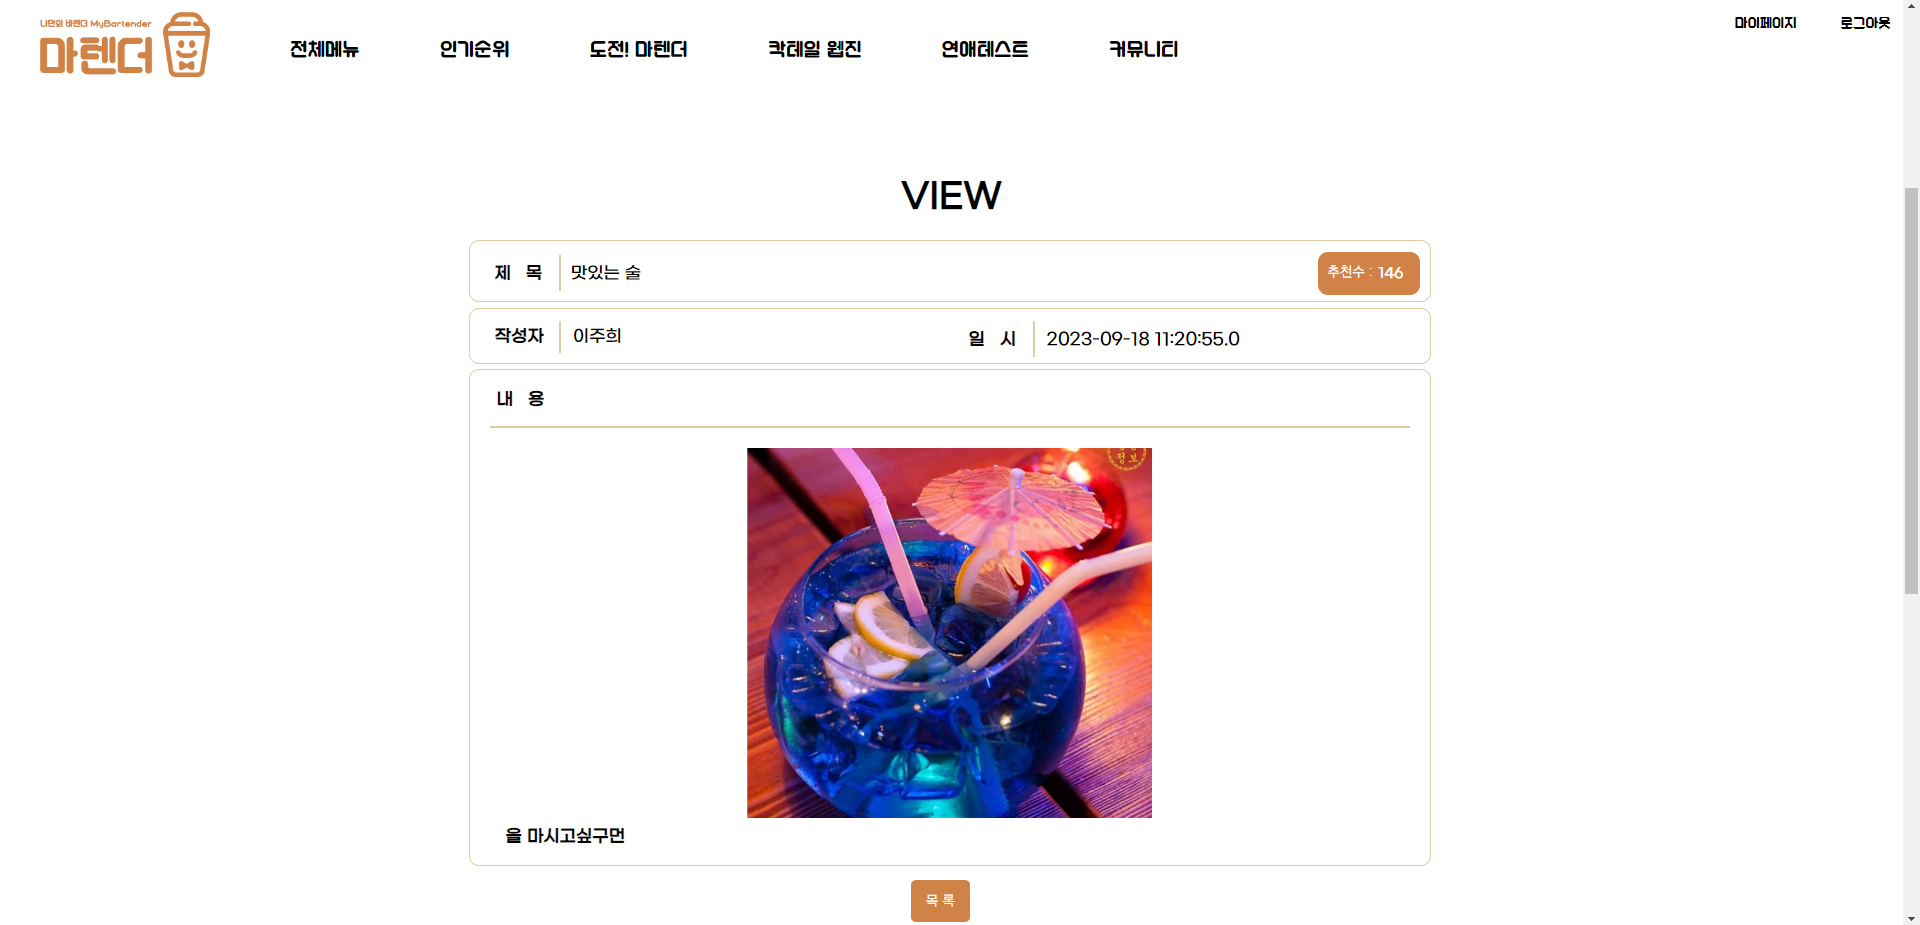 나만의 바텐더 MyBartender
마텐더
전체메뉴
인기순위
도전! 마텐더
칵테일 웹진
연애테스트
커뮤니티
마이페이지
로그아웃
VIEW
제 목
맛있는 술
추천수 : 146
작성자
이주희
일 시
2023-09-18 11:20:55.0
내 용
정보
을 마시고싶구먼
목 록